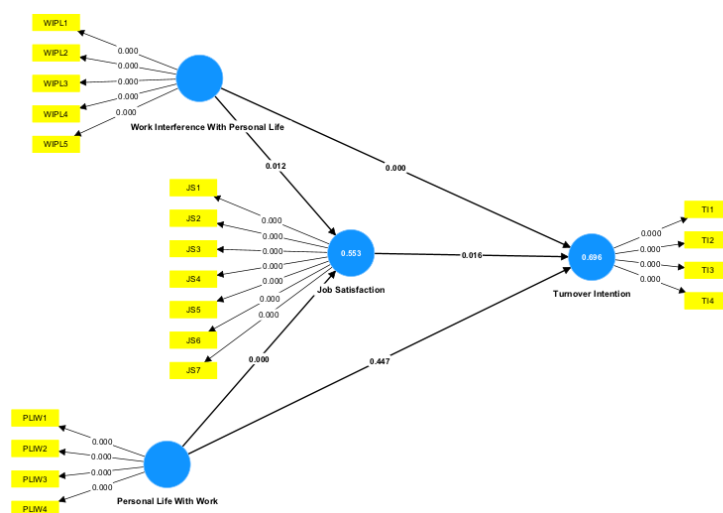 WIPL1
WIPL2
WIPL3
WIPL4
WIPL5
0.000
0.000
0.000
0.000
0.000
Work Interference With Personal Life
0.012
0.000
JS1
JS2
JS3
JS4
JS5
JS6
JS7
0.000
0.000
0.000
0.000
0.000
0.000
0.000
0.553
Job Satisfaction
0.016
0.696
Turnover Intention
0.000
0.000
0.000
0.000
TI1
TI2
TI3
TI4
0.000
0.447
PLIW1
PLIW2
PLIW3
PLIW4
0.000
0.000
0.000
0.000
Personal Life With Work